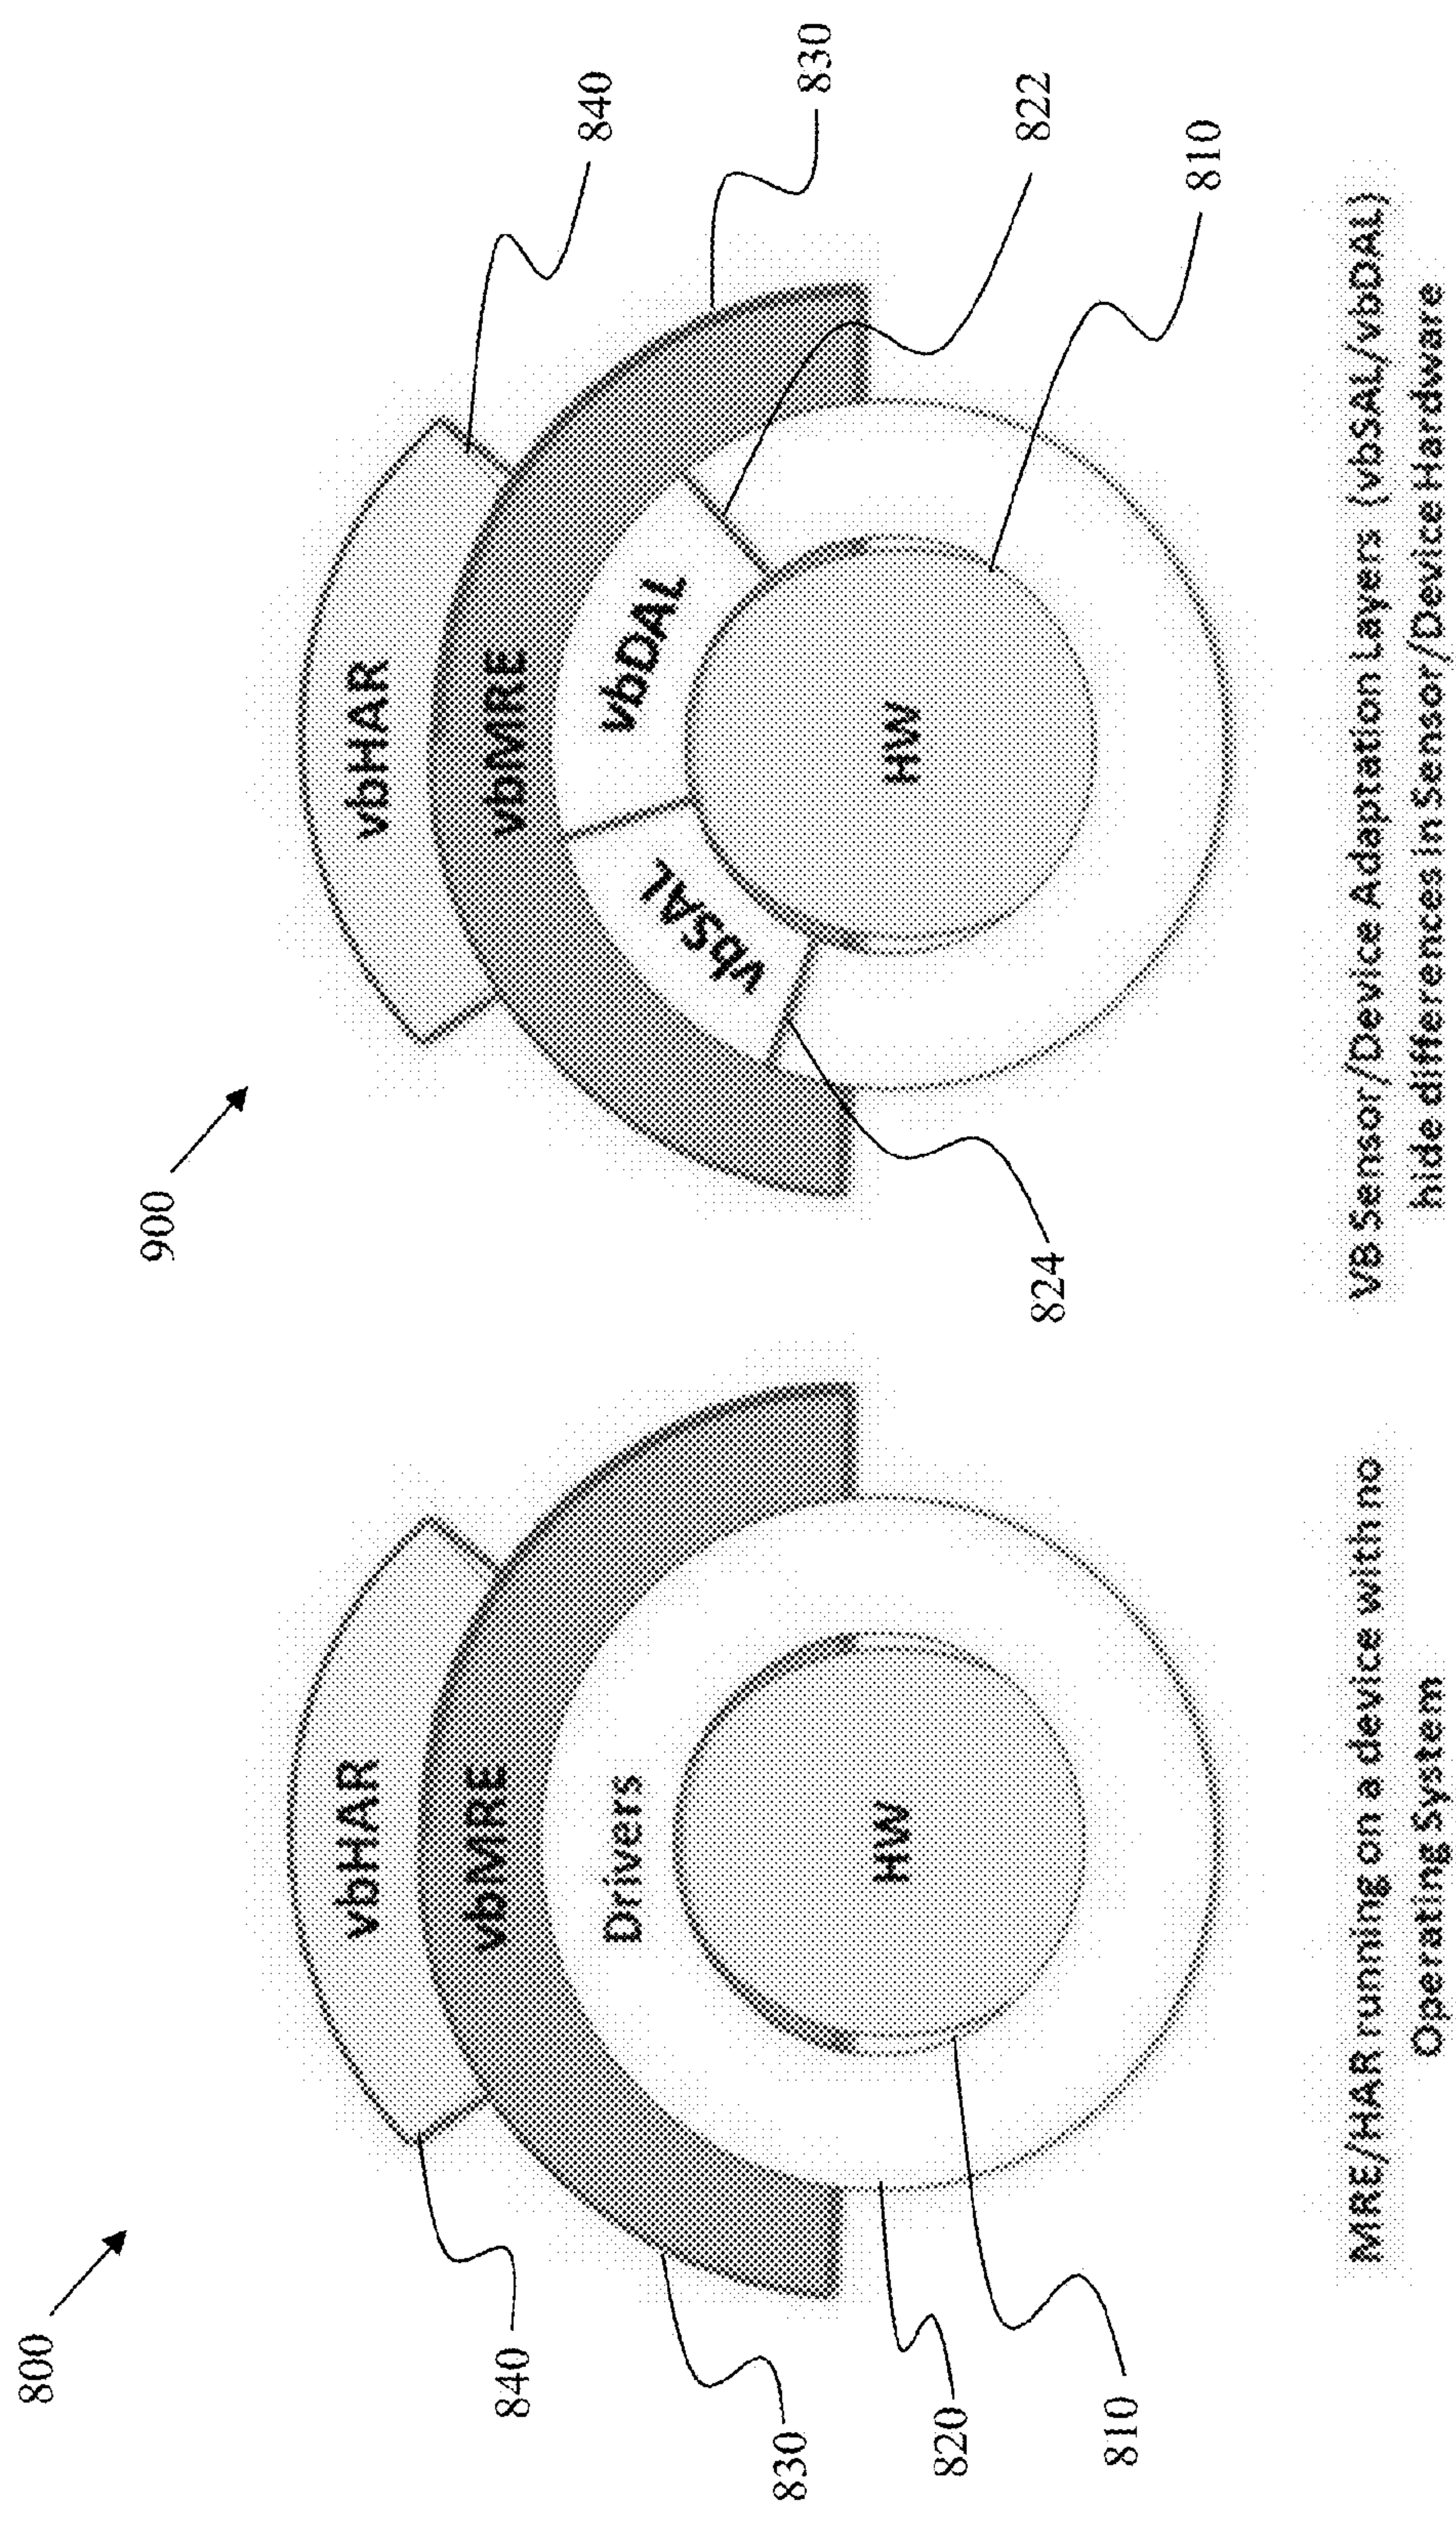 800
840
830
820
810
vbHAR
vbMRE
Drivers
HW
MRE/HAR running on a device with no
Operating System
900
840
830
822
810
824
vbHAR
vbMRE
vbSAL
vbDAL
HW
VB Sensor/Device Adaptation Layers (vbSAL/vbDAL)
hide differences in Sensor/Device Hardware